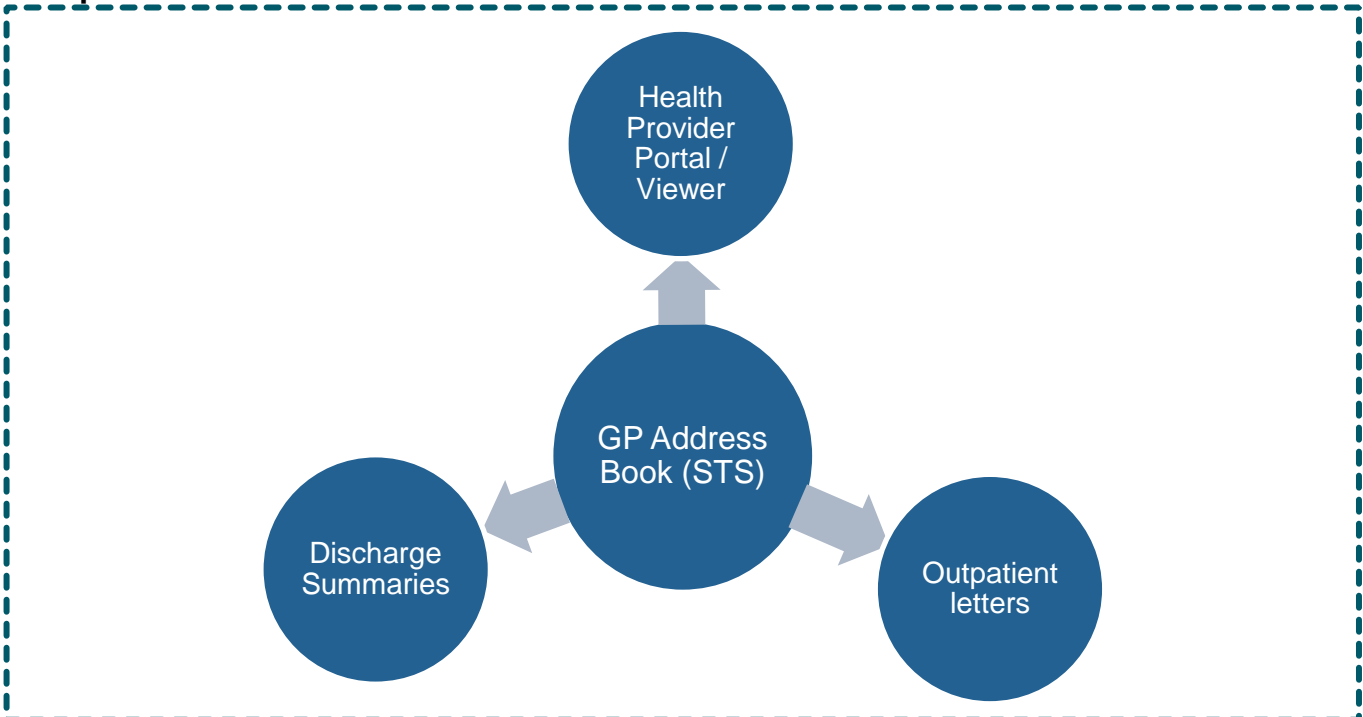 Health
Provider
Portal /
Viewer
GP Address
Book (STS)
Discharge
Summaries
Outpatient
letters